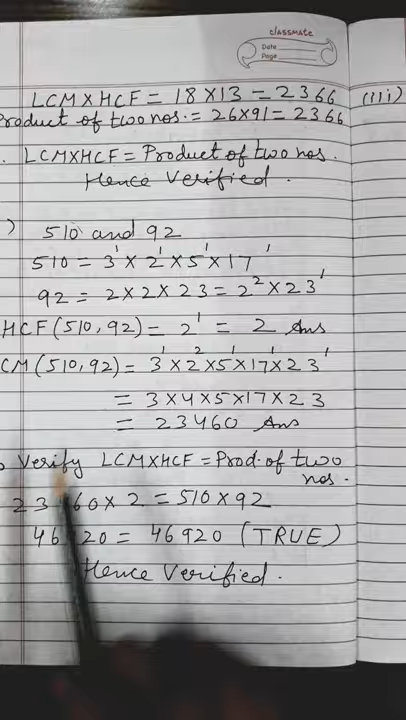 classmate
Date
Page
LCM X HCF = 18 X 13 = 2366 (iii)
Product of two nos. = 26 X 91 = 2366
. LCM X HCF = Product of two nos.
Hence Verified.
) 510 and 92
510 = 3¹ X 2¹ X 5¹ X 17¹
92 = 2 X 2 X 23 = 2² X 23¹
HCF (510, 92) = 2¹ = 2 Ans
CM (510, 92) = 3¹ X 2² X 5¹ X 17¹ X 23¹
= 3 X 4 X 5 X 17 X 23
= 23460 Ans
Verify LCM X HCF = Prod. of two
nos.
X 2 = 510 X 92
= 46920 (TRUE)
Hence Verified.